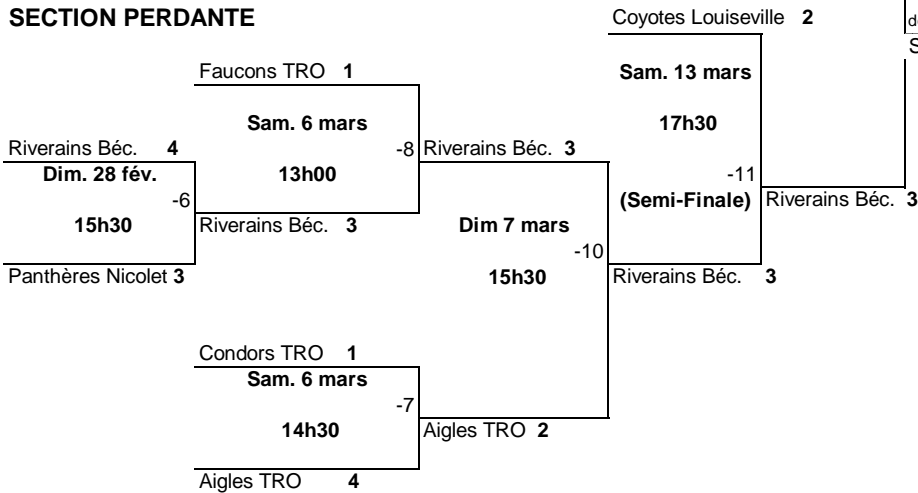 SECTION PERDANTE
Coyotes Louiseville 2
Faucons TRO 1
Sam. 13 mars
Sam. 6 mars
17h30
Riverains Béc. 4
-8 Riverains Béc. 3
Dim. 28 fév.
13h00
-11
-6
(Semi-Finale)
Riverains Béc. 3
15h30
Riverains Béc. 3
Dim 7 mars
-10
Panthères Nicolet 3
15h30
Riverains Béc. 3
Condors TRO 1
Sam. 6 mars
-7
14h30
Aigles TRO 2
Aigles TRO 4